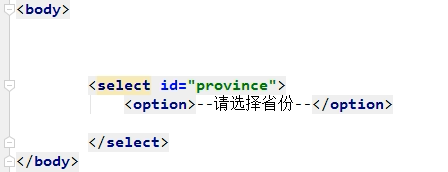 <body>
<select id="province">
<option>--请选择省份--</option>
</select>
</body>